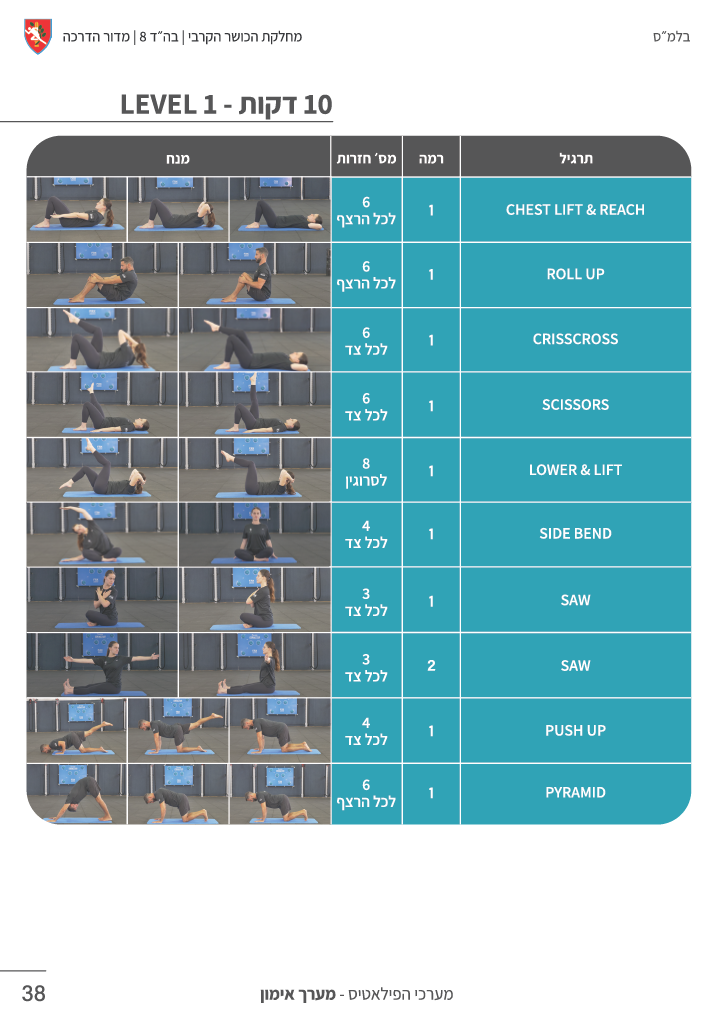 בלמ״ס
מחלקת הכושר הקרבי | בה״ד 8 | מדור הדרכה
10 דקות - LEVEL 1
תרגיל רמה מס׳ חזרות מנח
CHEST LIFT & REACH 1 6
לכל הרצף
ROLL UP 1 6
לכל הרצף
CRISSCROSS 1 6
לכל צד
SCISSORS 1 6
לכל צד
LOWER & LIFT 1 8
לסרוגין
SIDE BEND 1 4
לכל צד
SAW 1 3
לכל צד
SAW 2 3
לכל צד
PUSH UP 1 4
לכל צד
PYRAMID 1 6
לכל הרצף
מערכי הפילאטיס - מערך אימון
38